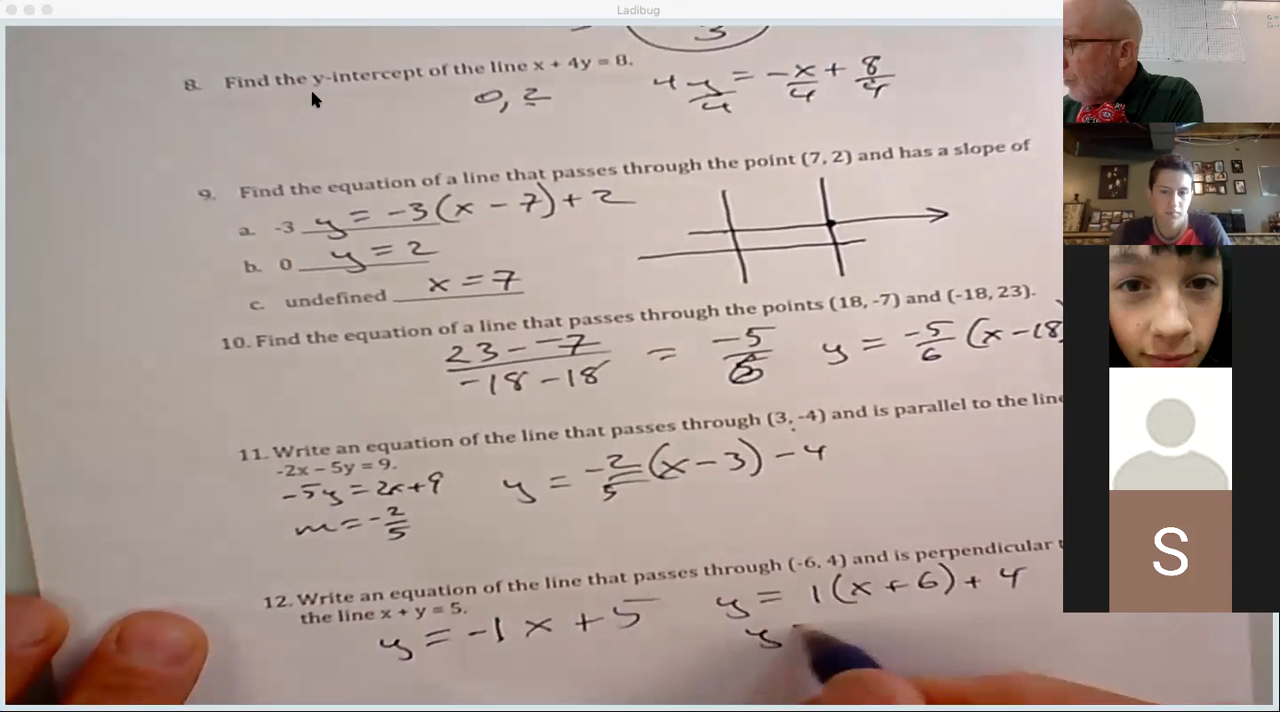 Ladibug
3
8. Find the y-intercept of the line x + 4y = 8.
0, 2
4y/4 = -x/4 + 8/4
9. Find the equation of a line that passes through the point (7, 2) and has a slope of
a. -3 y = -3(x - 7) + 2
b. 0 y = 2
c. undefined x = 7
10. Find the equation of a line that passes through the points (18, -7) and (-18, 23).
23 - -7 / -18 - 18 = -5/6 y = -5/6 (x - 18)
11. Write an equation of the line that passes through (3, -4) and is parallel to the line
-2x – 5y = 9.
-5y = 2x + 9
m = -2/5
y = -2/5 (x - 3) - 4
12. Write an equation of the line that passes through (-6, 4) and is perpendicular
the line x + y = 5.
y = -1x + 5
y = 1(x + 6) + 4
y
S